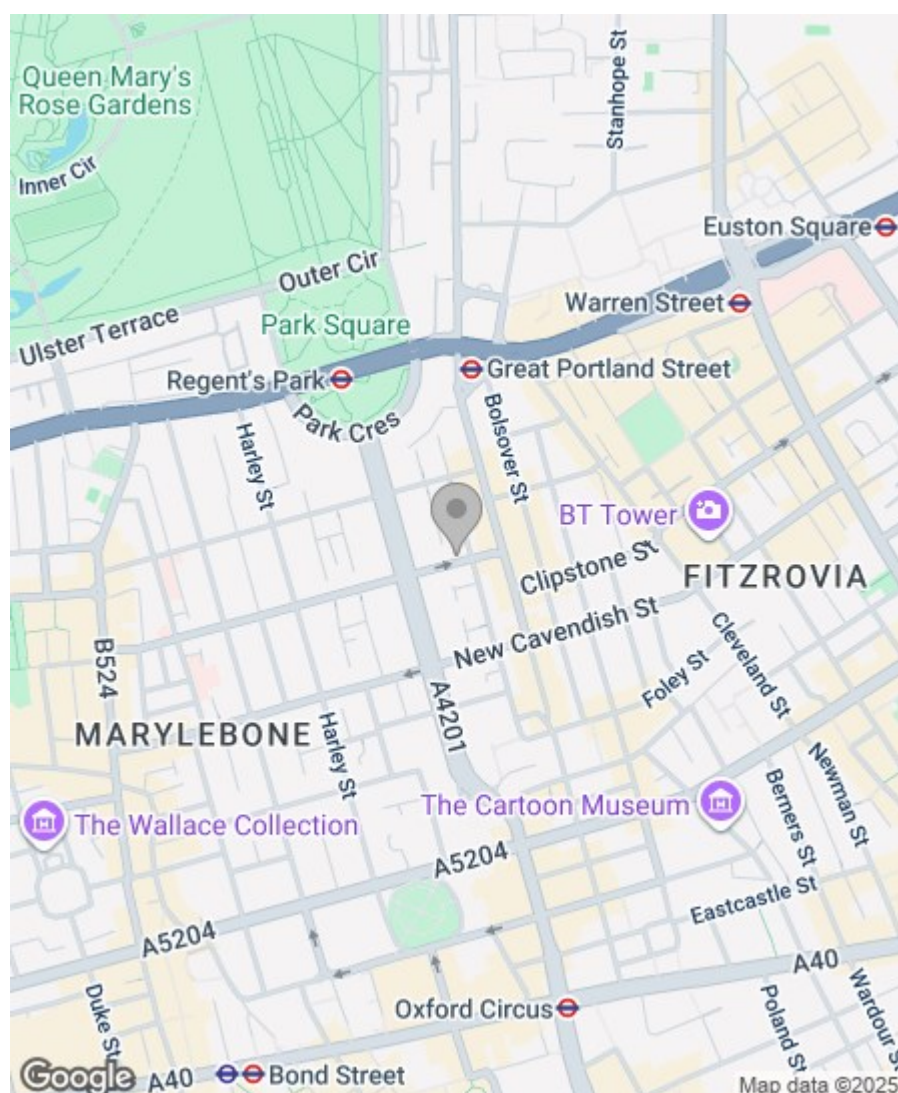 Queen Mary's
Rose Gardens
Stanhope St
Inner Cir
Euston Square
Outer Cir
Warren Street
Ulster Terrace
Park Square
Great Portland Street
Regent's Park
Park Cres
Bolsover St
Harley St
BT Tower
Clipstone St
FITZROVIA
New Cavendish St
B524
Cleveland St
Foley St
A4201
MARYLEBONE
Harley St
Newman St
Berners St
The Cartoon Museum
The Wallace Collection
A5204
Eastcastle St
A5204
A40
Wardour St
Duke St
Oxford Circus
Poland St
Google
A40
Bond Street
Map data ©2025